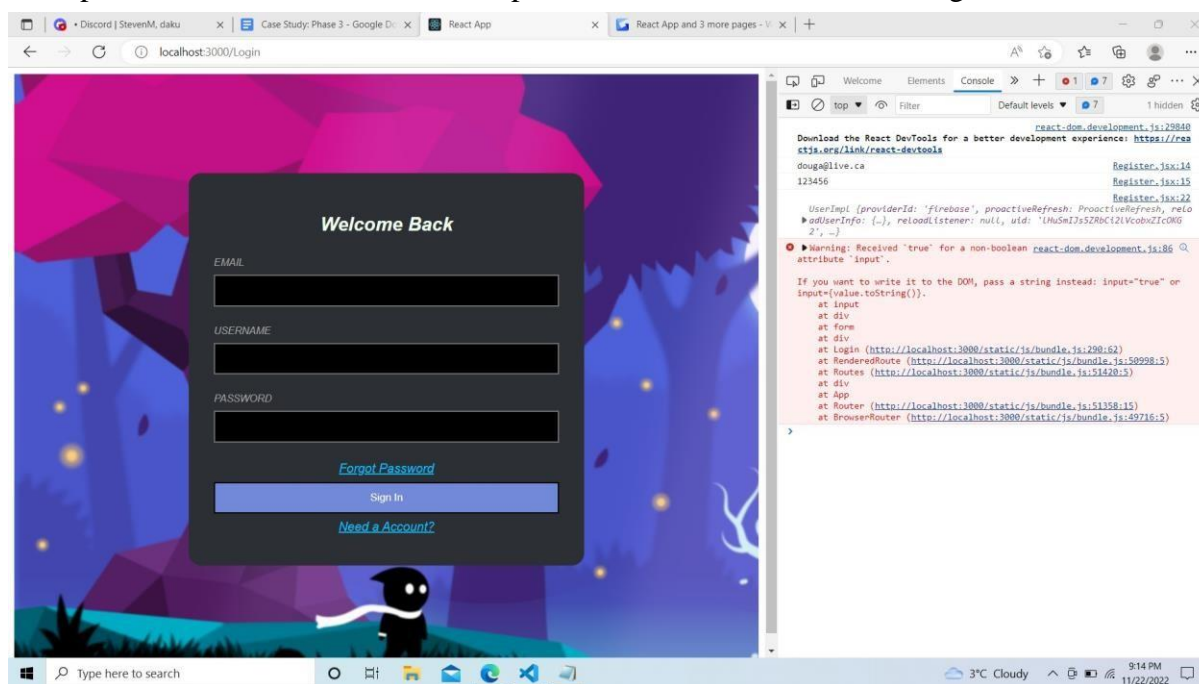 • Discord | StevenM, daku
Case Study: Phase 3 - Google Do
React App
React App and 3 more pages -
localhost:3000/Login
Welcome
Elements
Console
1
7
top
Filter
Default levels
7
1 hidden
react-dom.development.js:29840
Download the React DevTools for a better development experience: https://rea
ctjs.org/link/react-devtools
douga@live.ca
Register.jsx:14
123456
Register.jsx:15
Register.jsx:22
UserImpl {providerId: 'firebase', proactiveRefresh: ProactiveRefresh, relo
adUserInfo: {…}, reloadListener: null, uid:
2', …}
Warning: Received `true` for a non-boolean react-dom.development.js:86
attribute `input`.
If you want to write it to the DOM, pass a string instead: input="true" or
input={value.toString()}.
at input
at div
at form
at div
at Login (http://localhost:3000/static/js/bundle.js:290:62)
at RenderedRoute (http://localhost:3000/static/js/bundle.js:50998:5)
at Routes (http://localhost:3000/static/js/bundle.js:51420:5)
at div
at App
at Router (http://localhost:3000/static/js/bundle.js:51358:15)
at BrowserRouter (http://localhost:3000/static/js/bundle.js:49716:5)
Welcome Back
EMAIL
USERNAME
PASSWORD
Forgot Password
Sign In
Need a Account?
Type here to search
3°C Cloudy
9:14 PM
11/22/2022